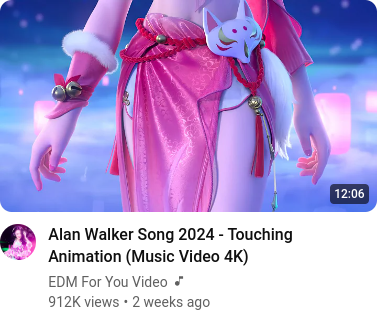 12:06
Alan Walker Song 2024 - Touching
Animation (Music Video 4K)
EDM For You Video
912K views • 2 weeks ago